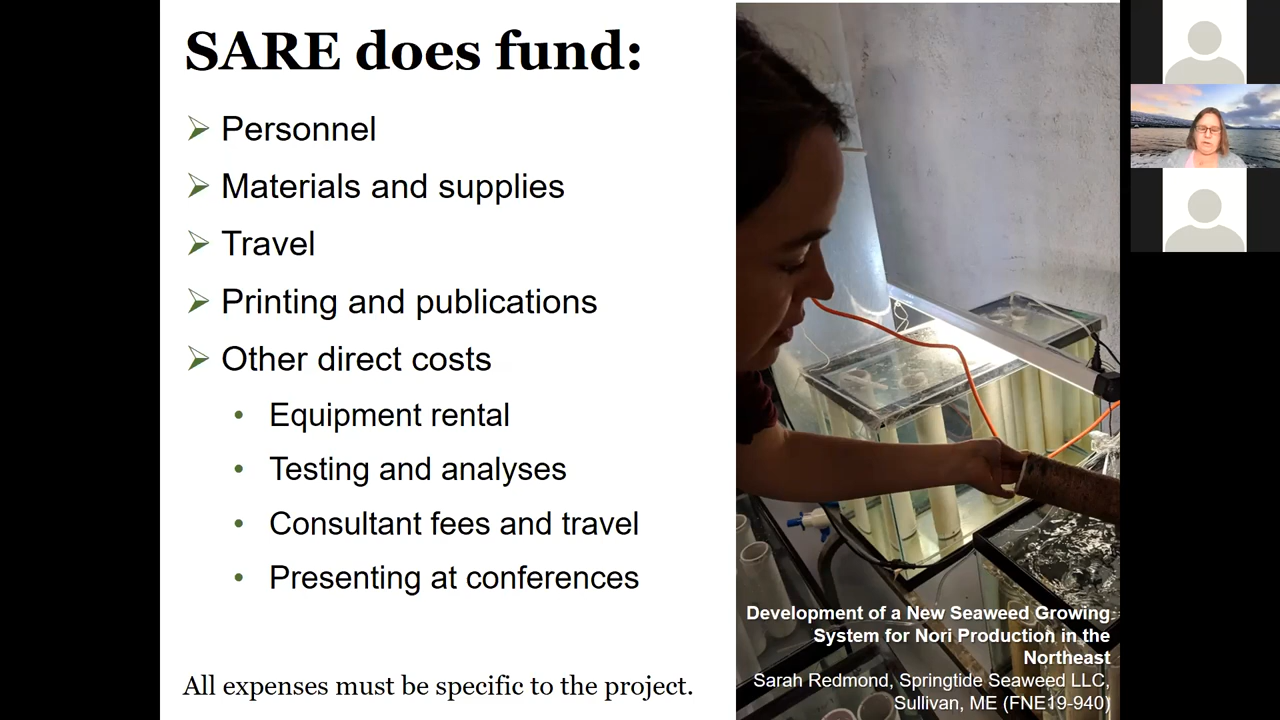 SARE does fund:
Personnel
Materials and supplies
Travel
Printing and publications
Other direct costs
Equipment rental
Testing and analyses
Consultant fees and travel
Presenting at conferences
All expenses must be specific to the project.
Development of a New Seaweed Growing
System for Nori Production in the
Northeast
Sarah Redmond, Springtide Seaweed LLC,
Sullivan, ME (FNE19-940)